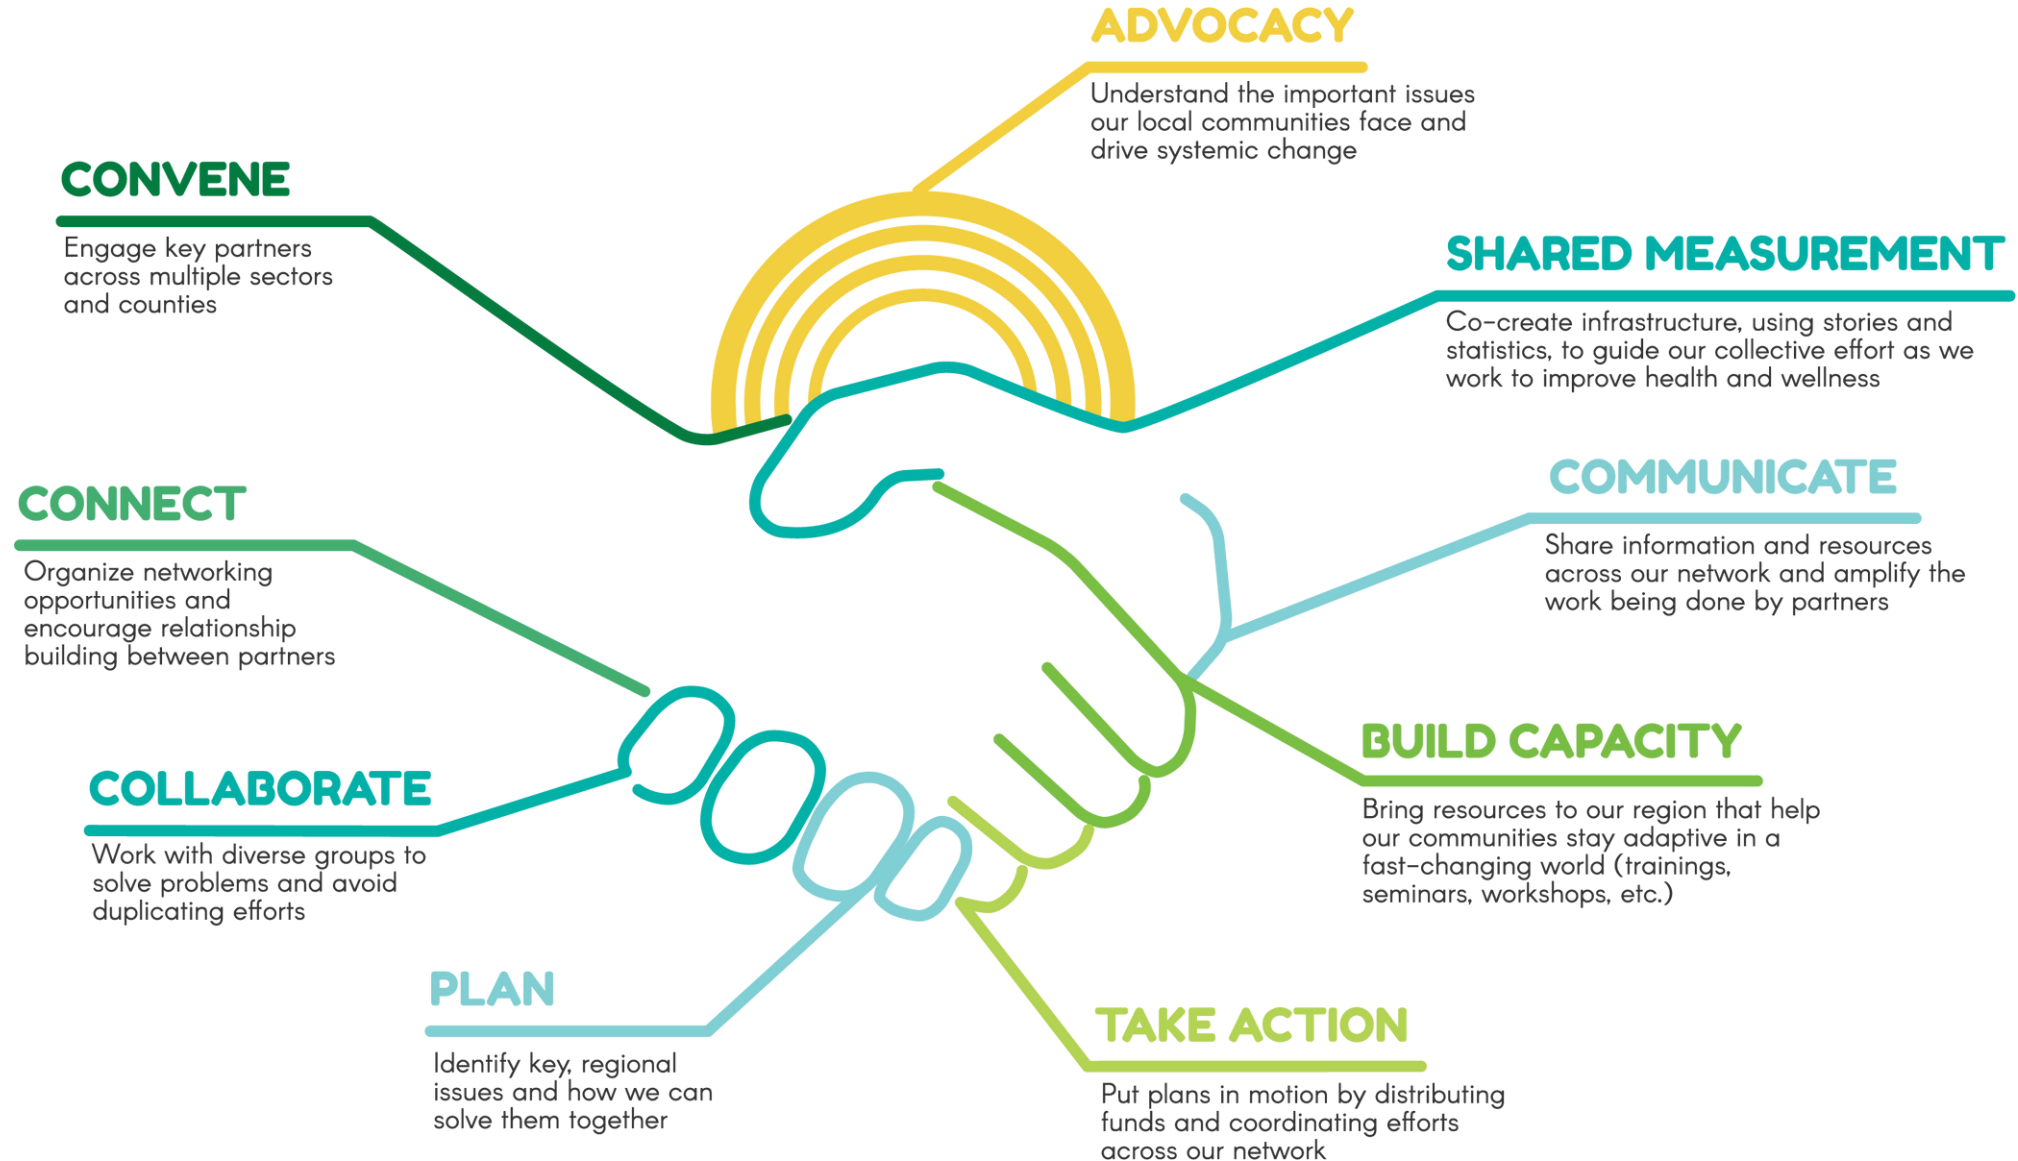 ADVOCACY
Understand the important issues
our local communities face and
drive systemic change
CONVENE
Engage key partners
across multiple sectors
and counties
SHARED MEASUREMENT
Co-create infrastructure, using stories and
statistics, to guide our collective effort as we
work to improve health and wellness
COMMUNICATE
Share information and resources
across our network and amplify the
work being done by partners
CONNECT
Organize networking
opportunities and
encourage relationship
building between partners
BUILD CAPACITY
Bring resources to our region that help
our communities stay adaptive in a
fast-changing world (trainings,
seminars, workshops, etc.)
COLLABORATE
Work with diverse groups to
solve problems and avoid
duplicating efforts
PLAN
Identify key, regional
issues and how we can
solve them together
TAKE ACTION
Put plans in motion by distributing
funds and coordinating efforts
across our network